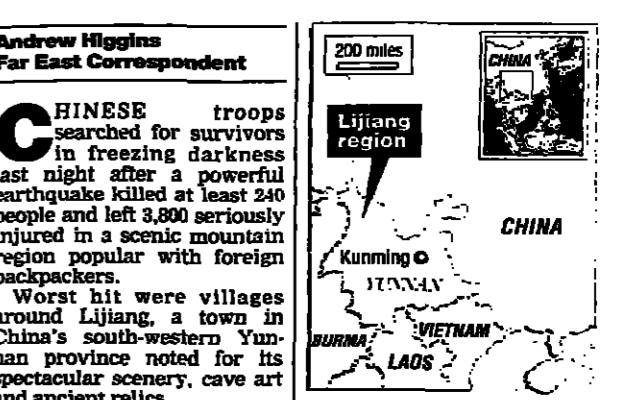 Andrew Higgins
Far East Correspondent
CHINESE troops
searched for survivors
in freezing darkness
last night after a powerful
earthquake killed at least 240
people and left 3,800 seriously
injured in a scenic mountain
region popular with foreign
backpackers.
Worst hit were villages
around Lijiang, a town in
China's south-western Yun-
nan province noted for its
spectacular scenery, cave art
and ancient relics.
200 miles
CHINA
Lijiang
region
CHINA
Kunming
YUNNAN
BURMA
VIETNAM
LAOS